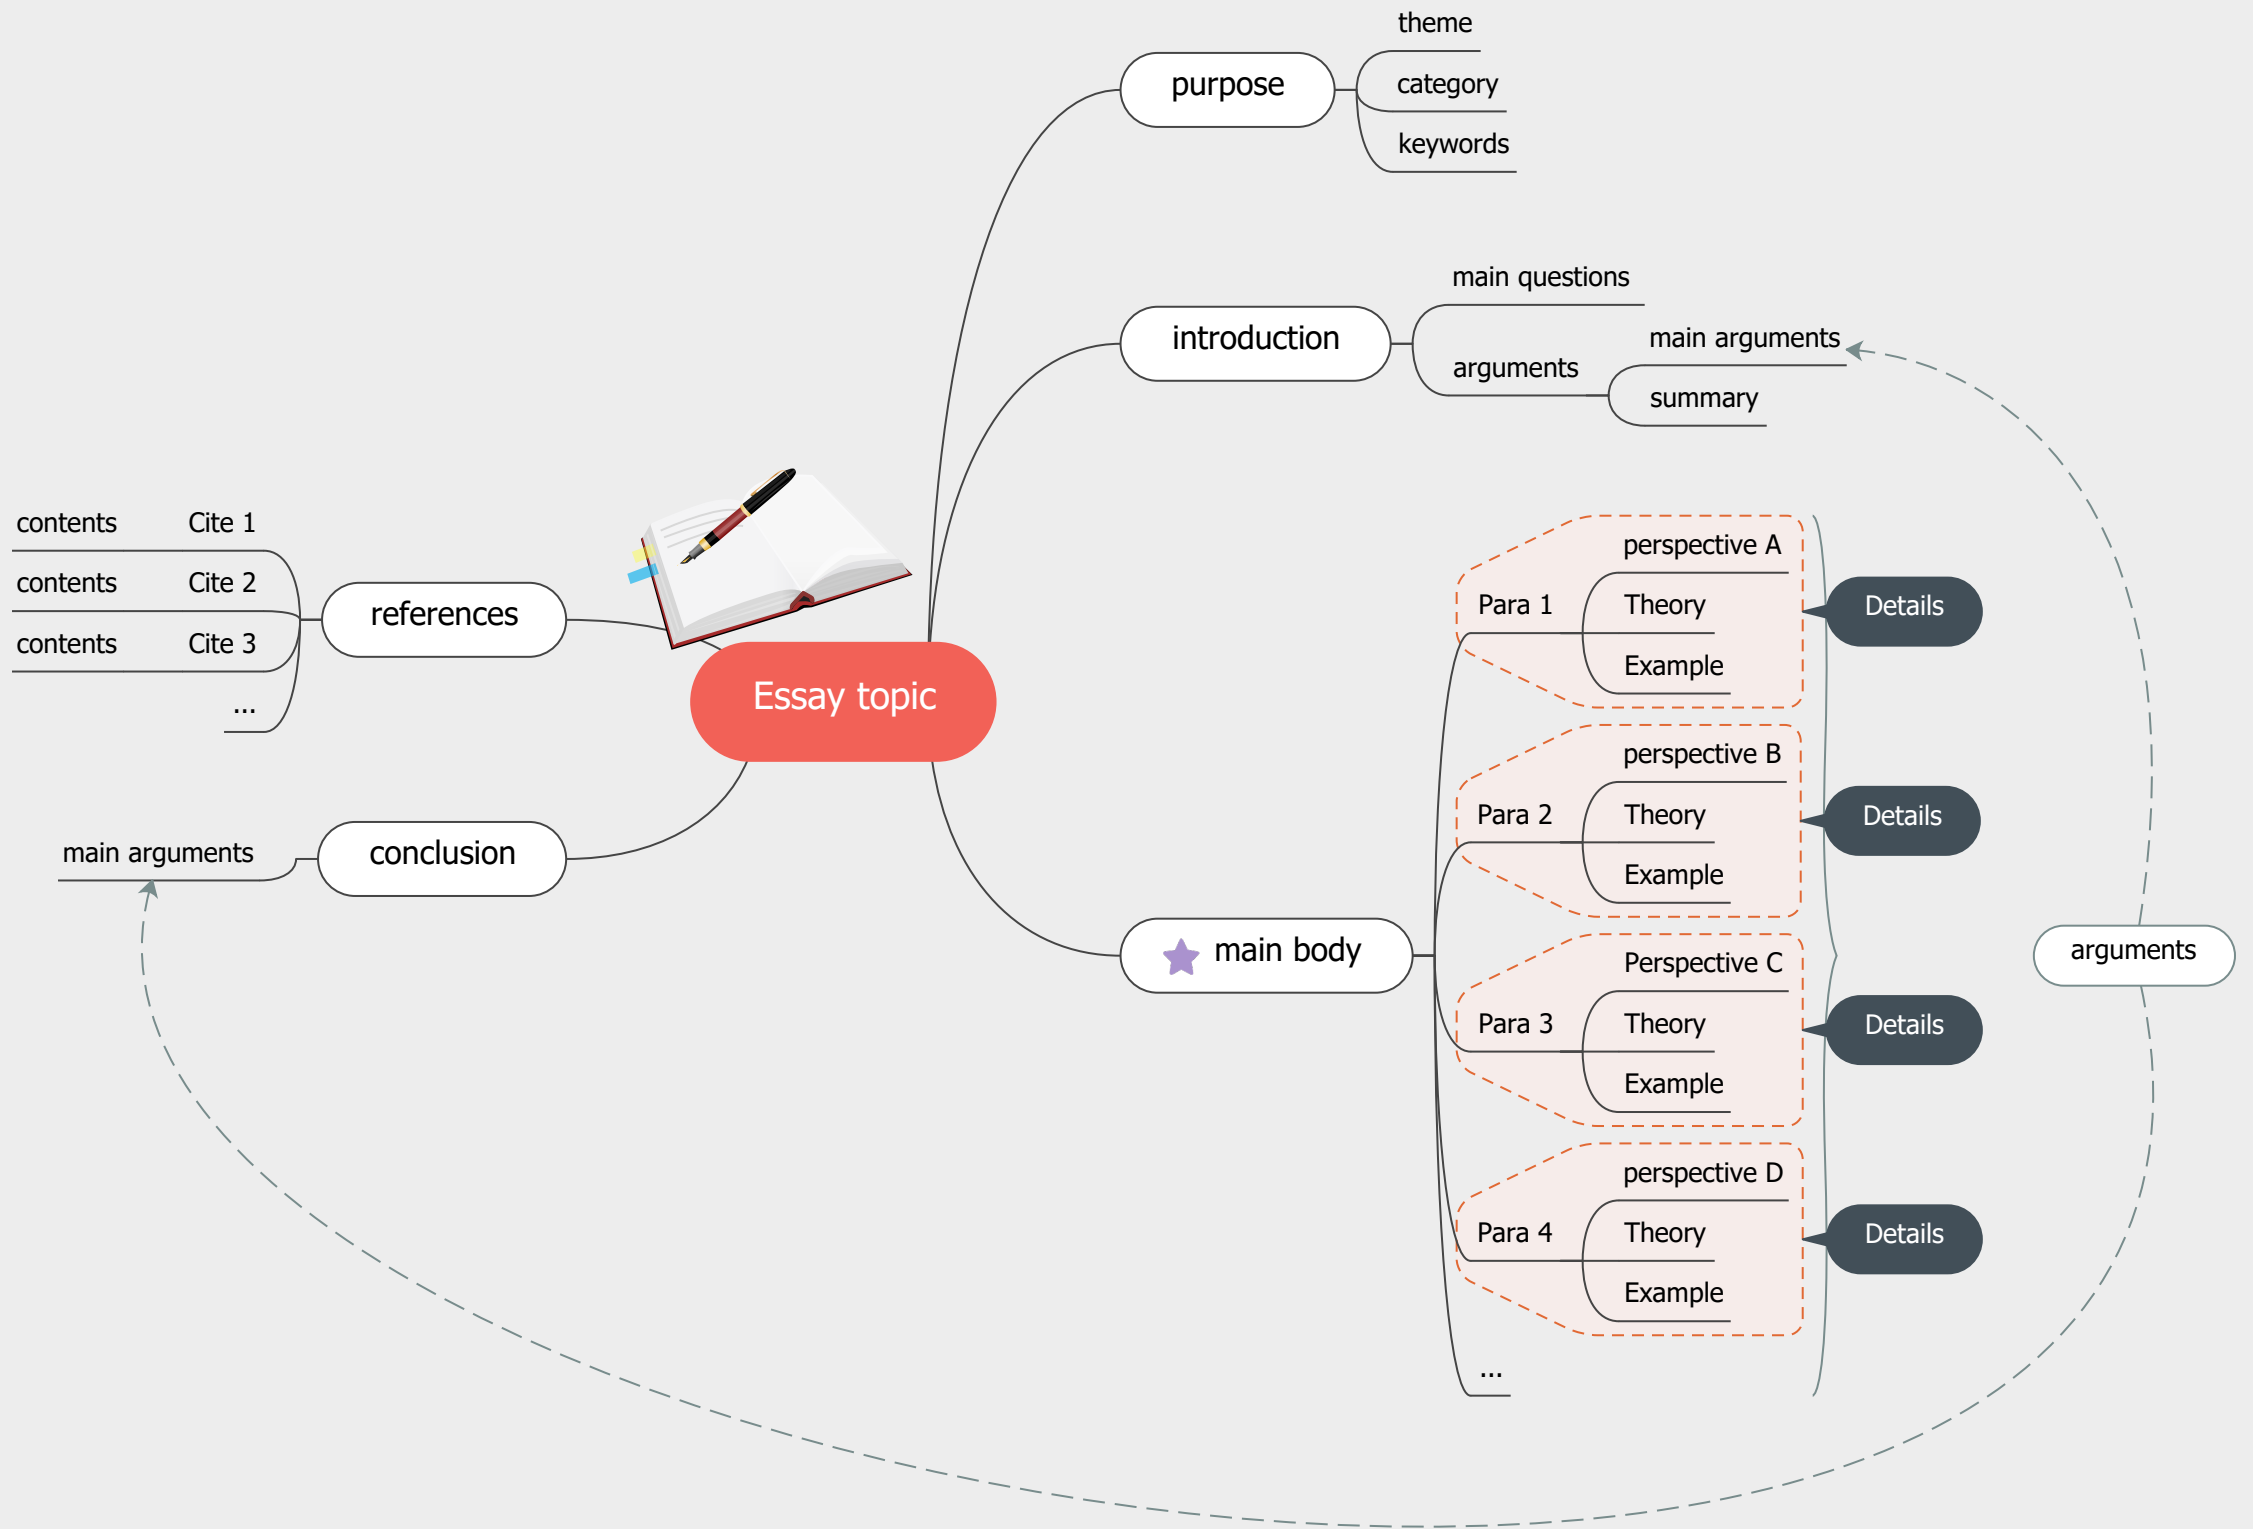 theme
purpose
category
keywords
main questions
introduction
main arguments
arguments
summary
contents Cite 1
contents Cite 2
contents Cite 3
...
references
Essay topic
main arguments
conclusion
main body
perspective A
Para 1
Theory
Example
Details
perspective B
Para 2
Theory
Example
Details
Perspective C
Para 3
Theory
Example
Details
perspective D
Para 4
Theory
Example
Details
...
arguments